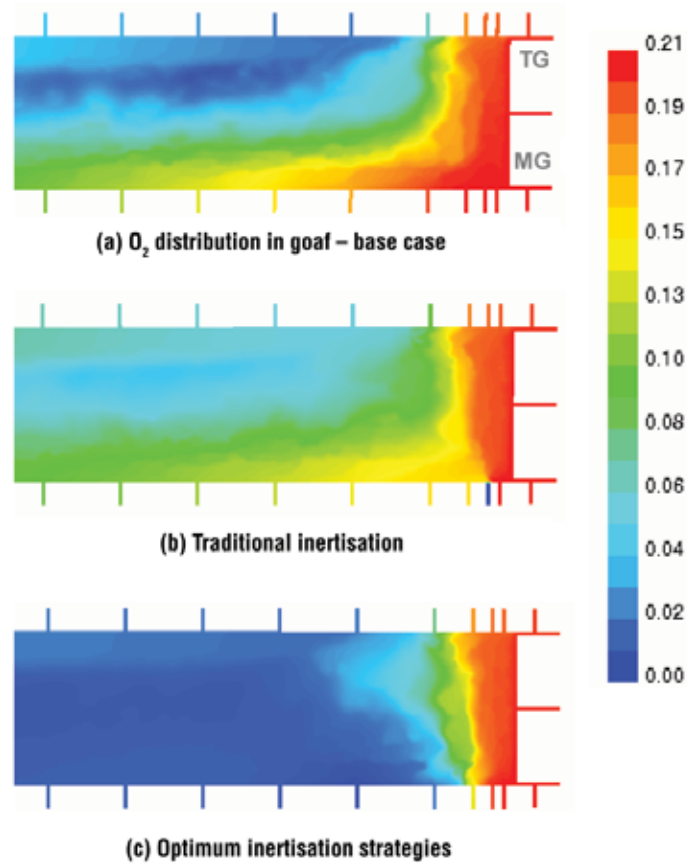 TG
MG
(a) O₂ distribution in goaf – base case
(b) Traditional inertisation
(c) Optimum inertisation strategies
0.21
0.19
0.17
0.15
0.13
0.10
0.08
0.06
0.04
0.02
0.00